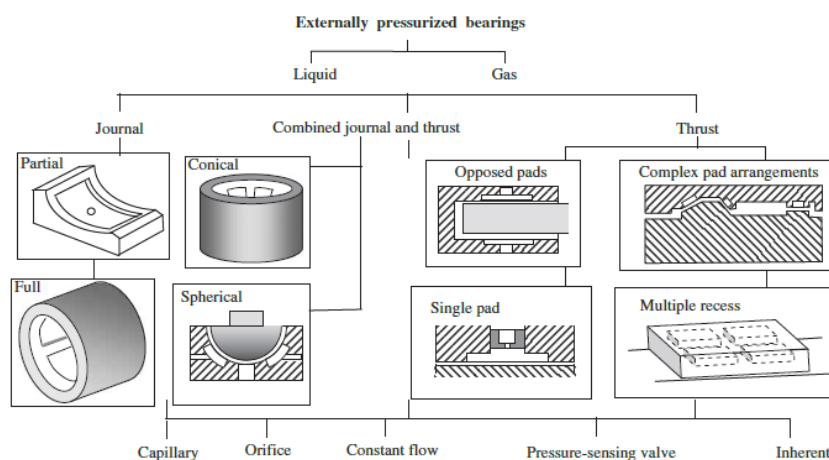 Externally pressurized bearings
Liquid
Gas
Journal
Combined journal and thrust
Thrust
Partial
Conical
Opposed pads
Complex pad arrangements
Full
Spherical
Single pad
Multiple recess
Capillary
Orifice
Constant flow
Pressure-sensing valve
Inherent